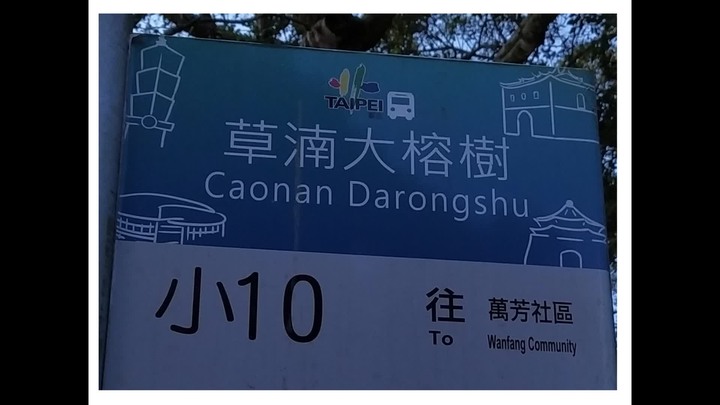 TAIPEI
草湳大榕樹
Caonan Darongshu
小10 往 萬芳社區
To Wanfang Community